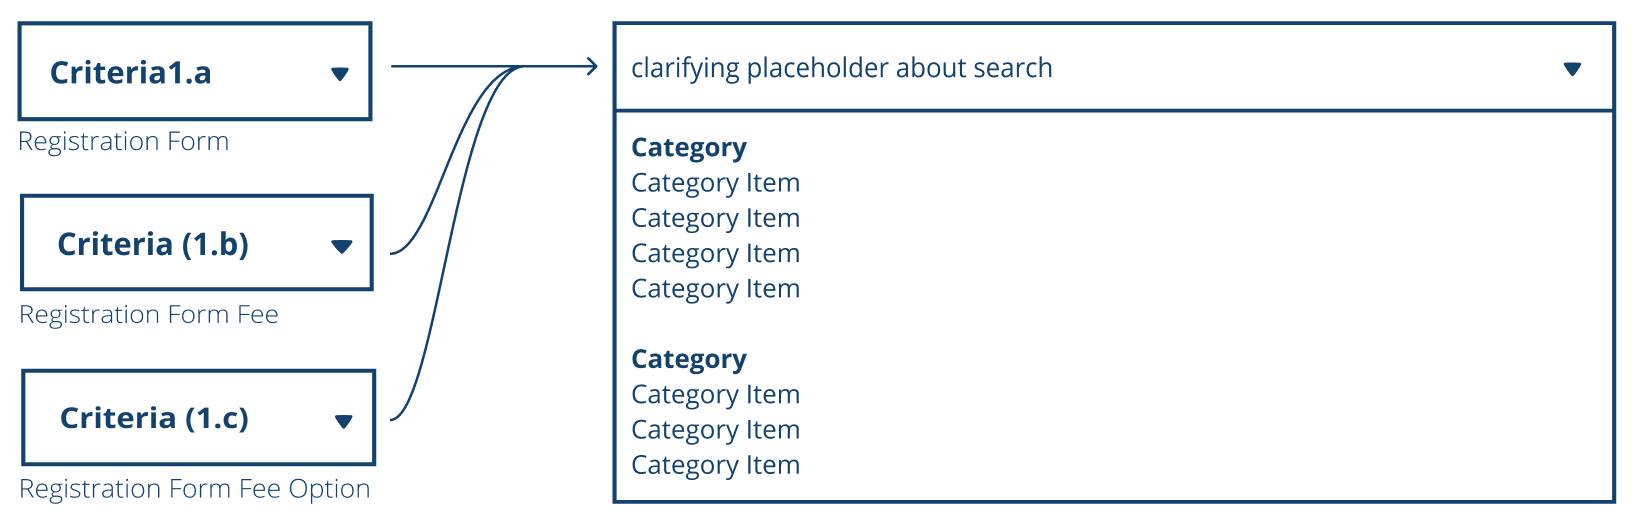 Criteria1.a
Registration Form
Criteria (1.b)
Registration Form Fee
Criteria (1.c)
Registration Form Fee Option
clarifying placeholder about search
Category
Category Item
Category Item
Category Item
Category Item
Category
Category Item
Category Item
Category Item